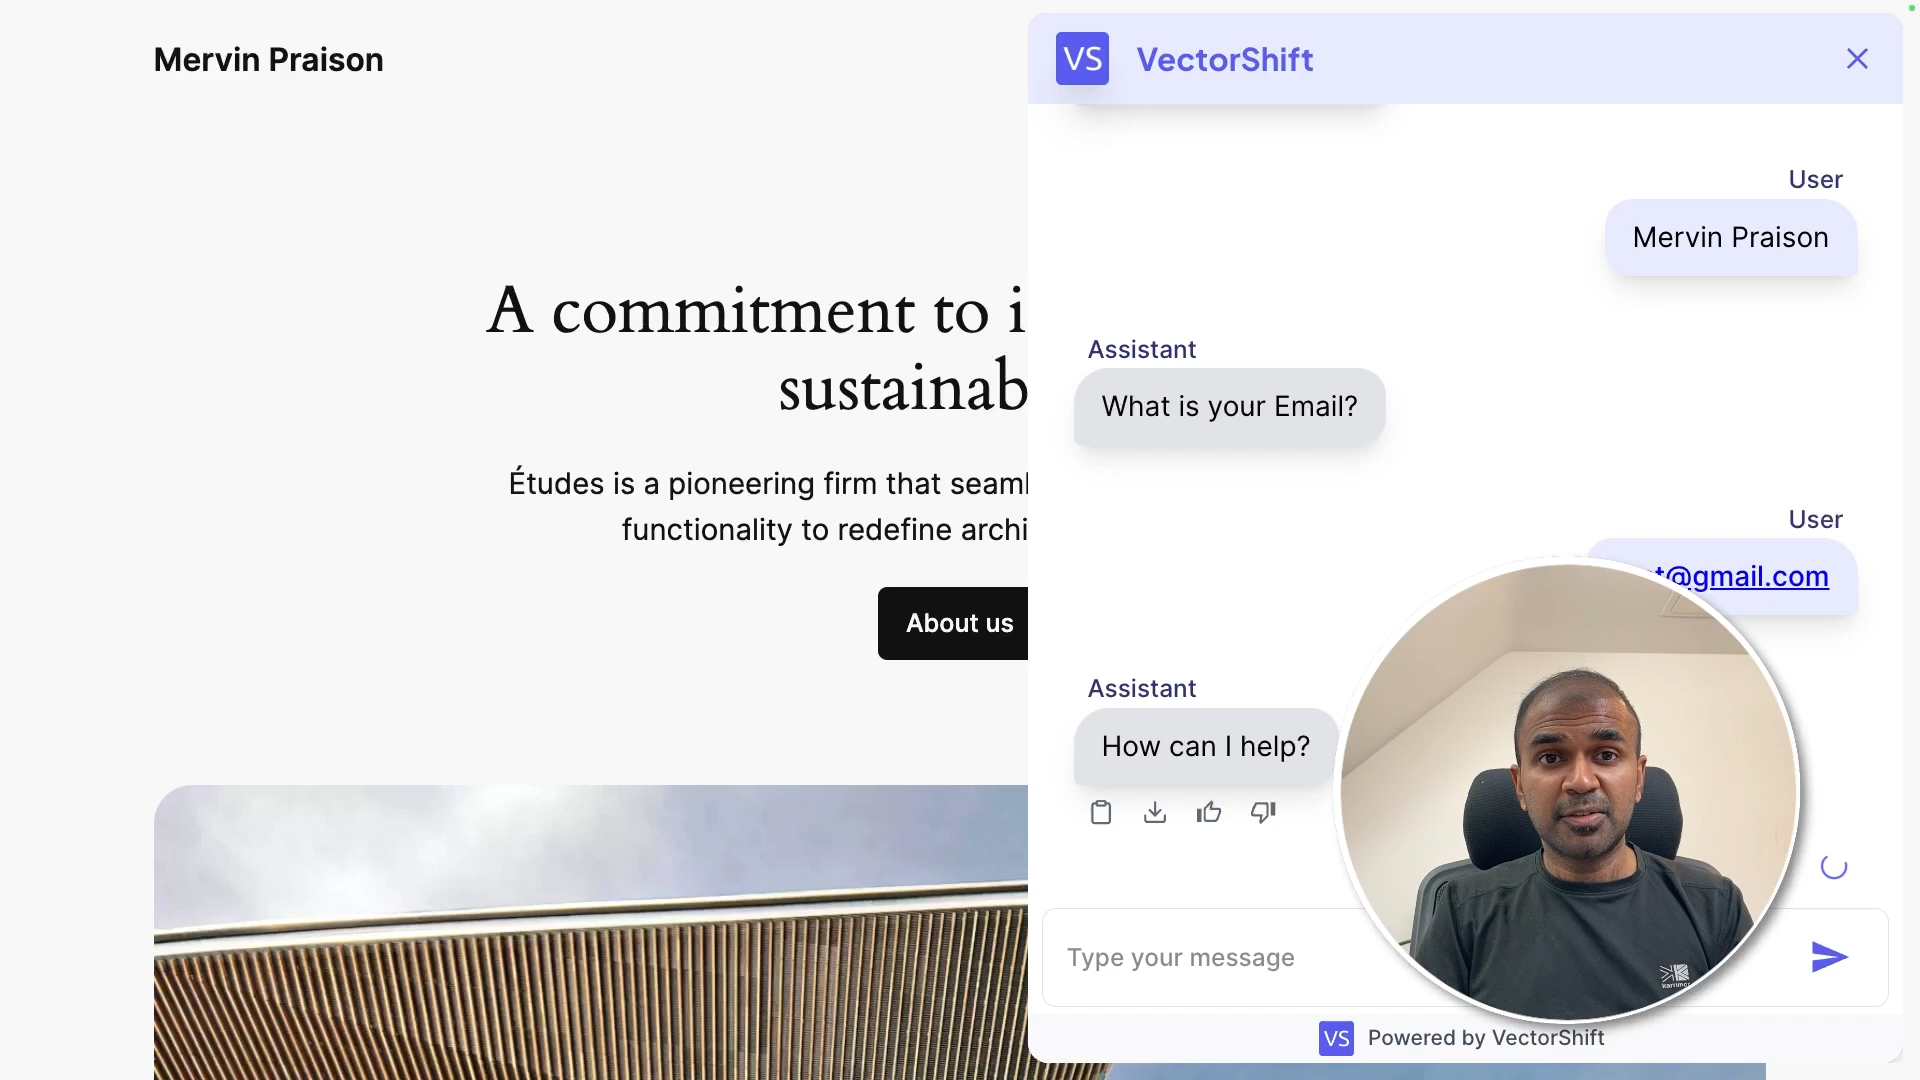 Mervin Praison
A commitment to i
sustainab
Études is a pioneering firm that seaml
functionality to redefine archi
About us
VS VectorShift
User
Mervin Praison
Assistant
What is your Email?
User
t@gmail.com
Assistant
How can I help?
Type your message
karrimor
VS Powered by VectorShift